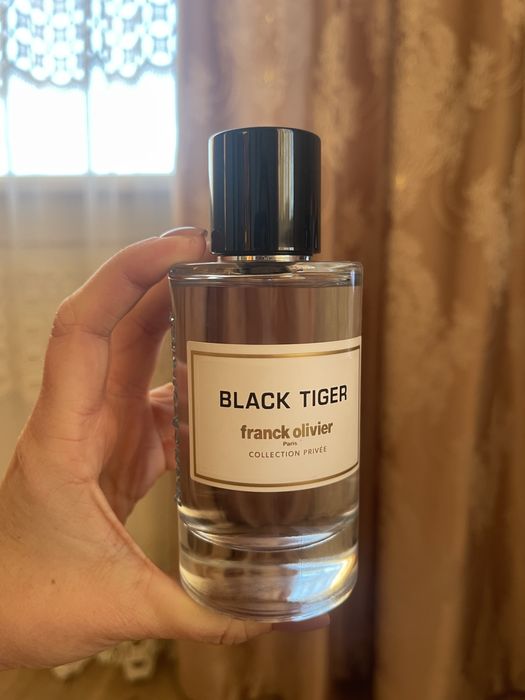 BLACK TIGER
franck olivier
Paris
COLLECTION PRIVÉE